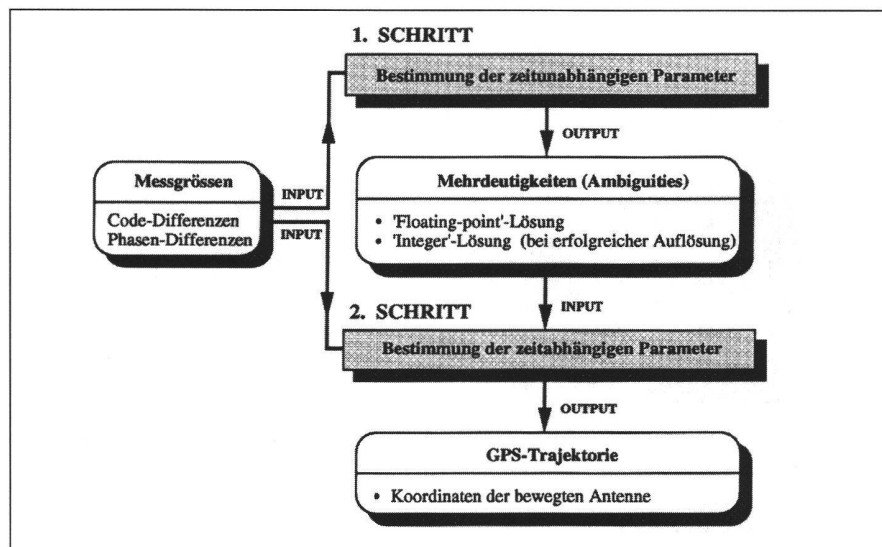 1. SCHRITT
Bestimmung der zeitunabhängigen Parameter
OUTPUT
Messgrössen
Code-Differenzen
Phasen-Differenzen
INPUT
INPUT
Mehrdeutigkeiten (Ambiguities)
• 'Floating-point'-Lösung
• 'Integer'-Lösung (bei erfolgreicher Auflösung)
INPUT
2. SCHRITT
Bestimmung der zeitabhängigen Parameter
OUTPUT
GPS-Trajektorie
• Koordinaten der bewegten Antenne